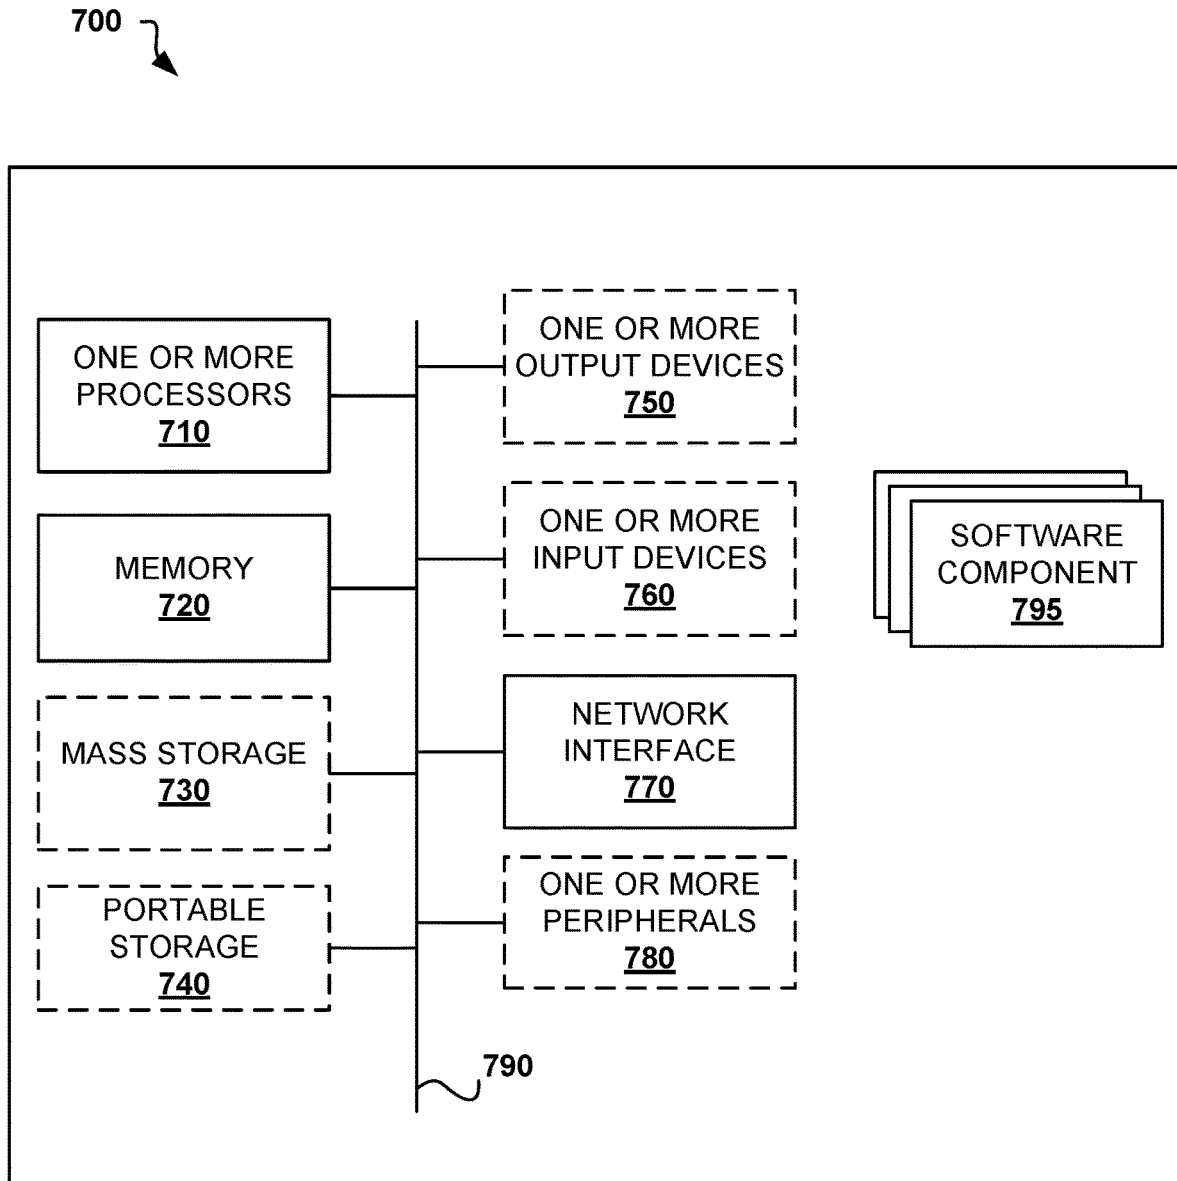 700
ONE OR MORE
PROCESSORS
710
MEMORY
720
MASS STORAGE
730
PORTABLE
STORAGE
740
ONE OR MORE
OUTPUT DEVICES
750
ONE OR MORE
INPUT DEVICES
760
NETWORK
INTERFACE
770
ONE OR MORE
PERIPHERALS
780
790
SOFTWARE
COMPONENT
795